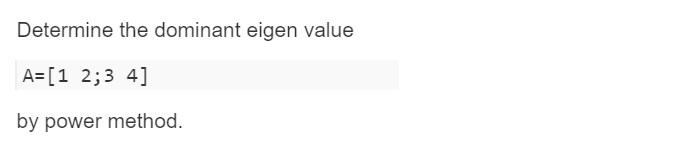 Determine the dominant eigen value
A=[1 2;3 4]
by power method.